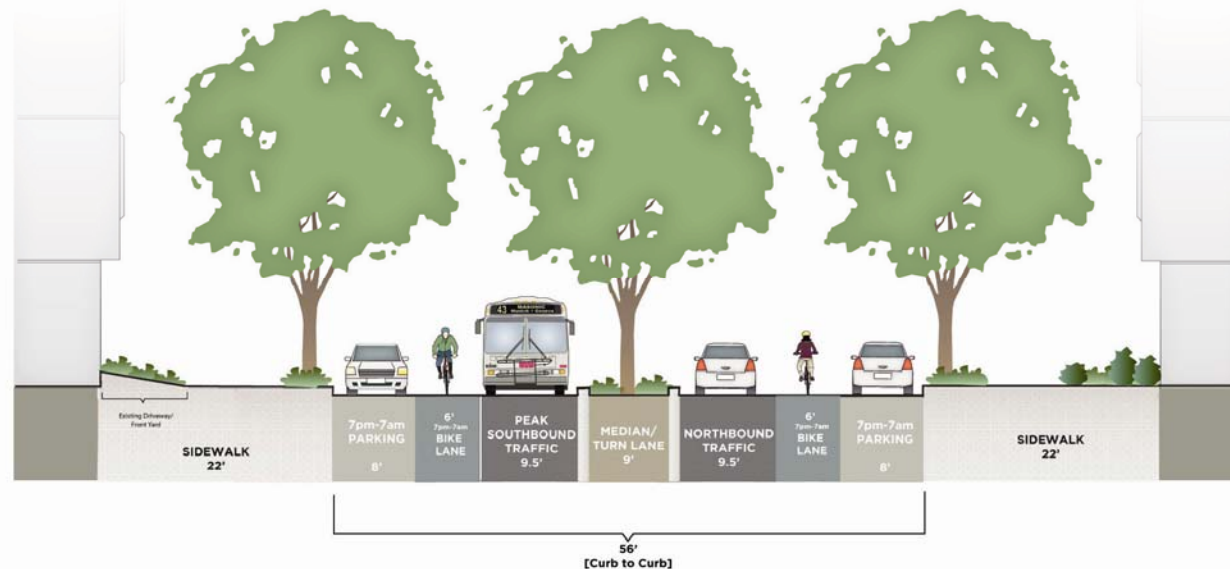 43 MASONIC
Existing Driveway/
Front Yard
SIDEWALK
22'
7pm-7am
PARKING
8'
6'
7pm-7am
BIKE
LANE
PEAK
SOUTHBOUND
TRAFFIC
9.5'
MEDIAN/
TURN LANE
9'
NORTHBOUND
TRAFFIC
9.5'
6'
7pm-7am
BIKE
LANE
7pm-7am
PARKING
8'
SIDEWALK
22'
56'
[Curb to Curb]